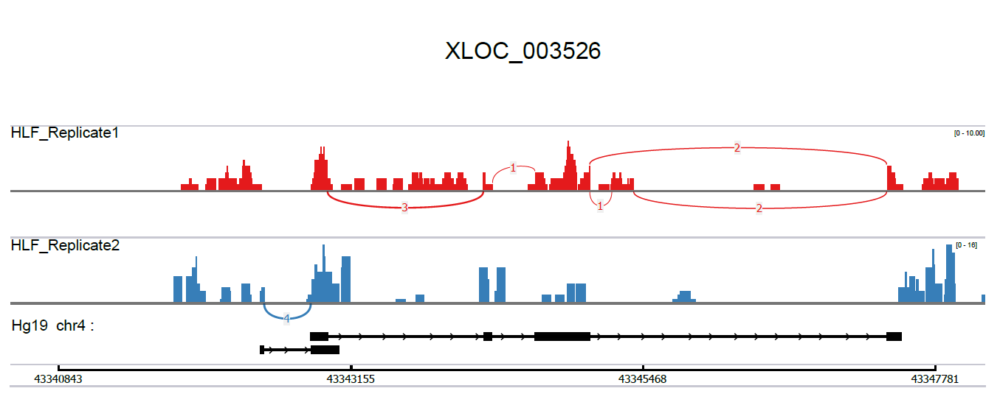 XLOC_003526
HLF_Replicate1
[0 - 10.00]
2
1
3
1
2
HLF_Replicate2
[0 - 16]
4
Hg19 chr4 :
43340843 43343155 43345468 43347781